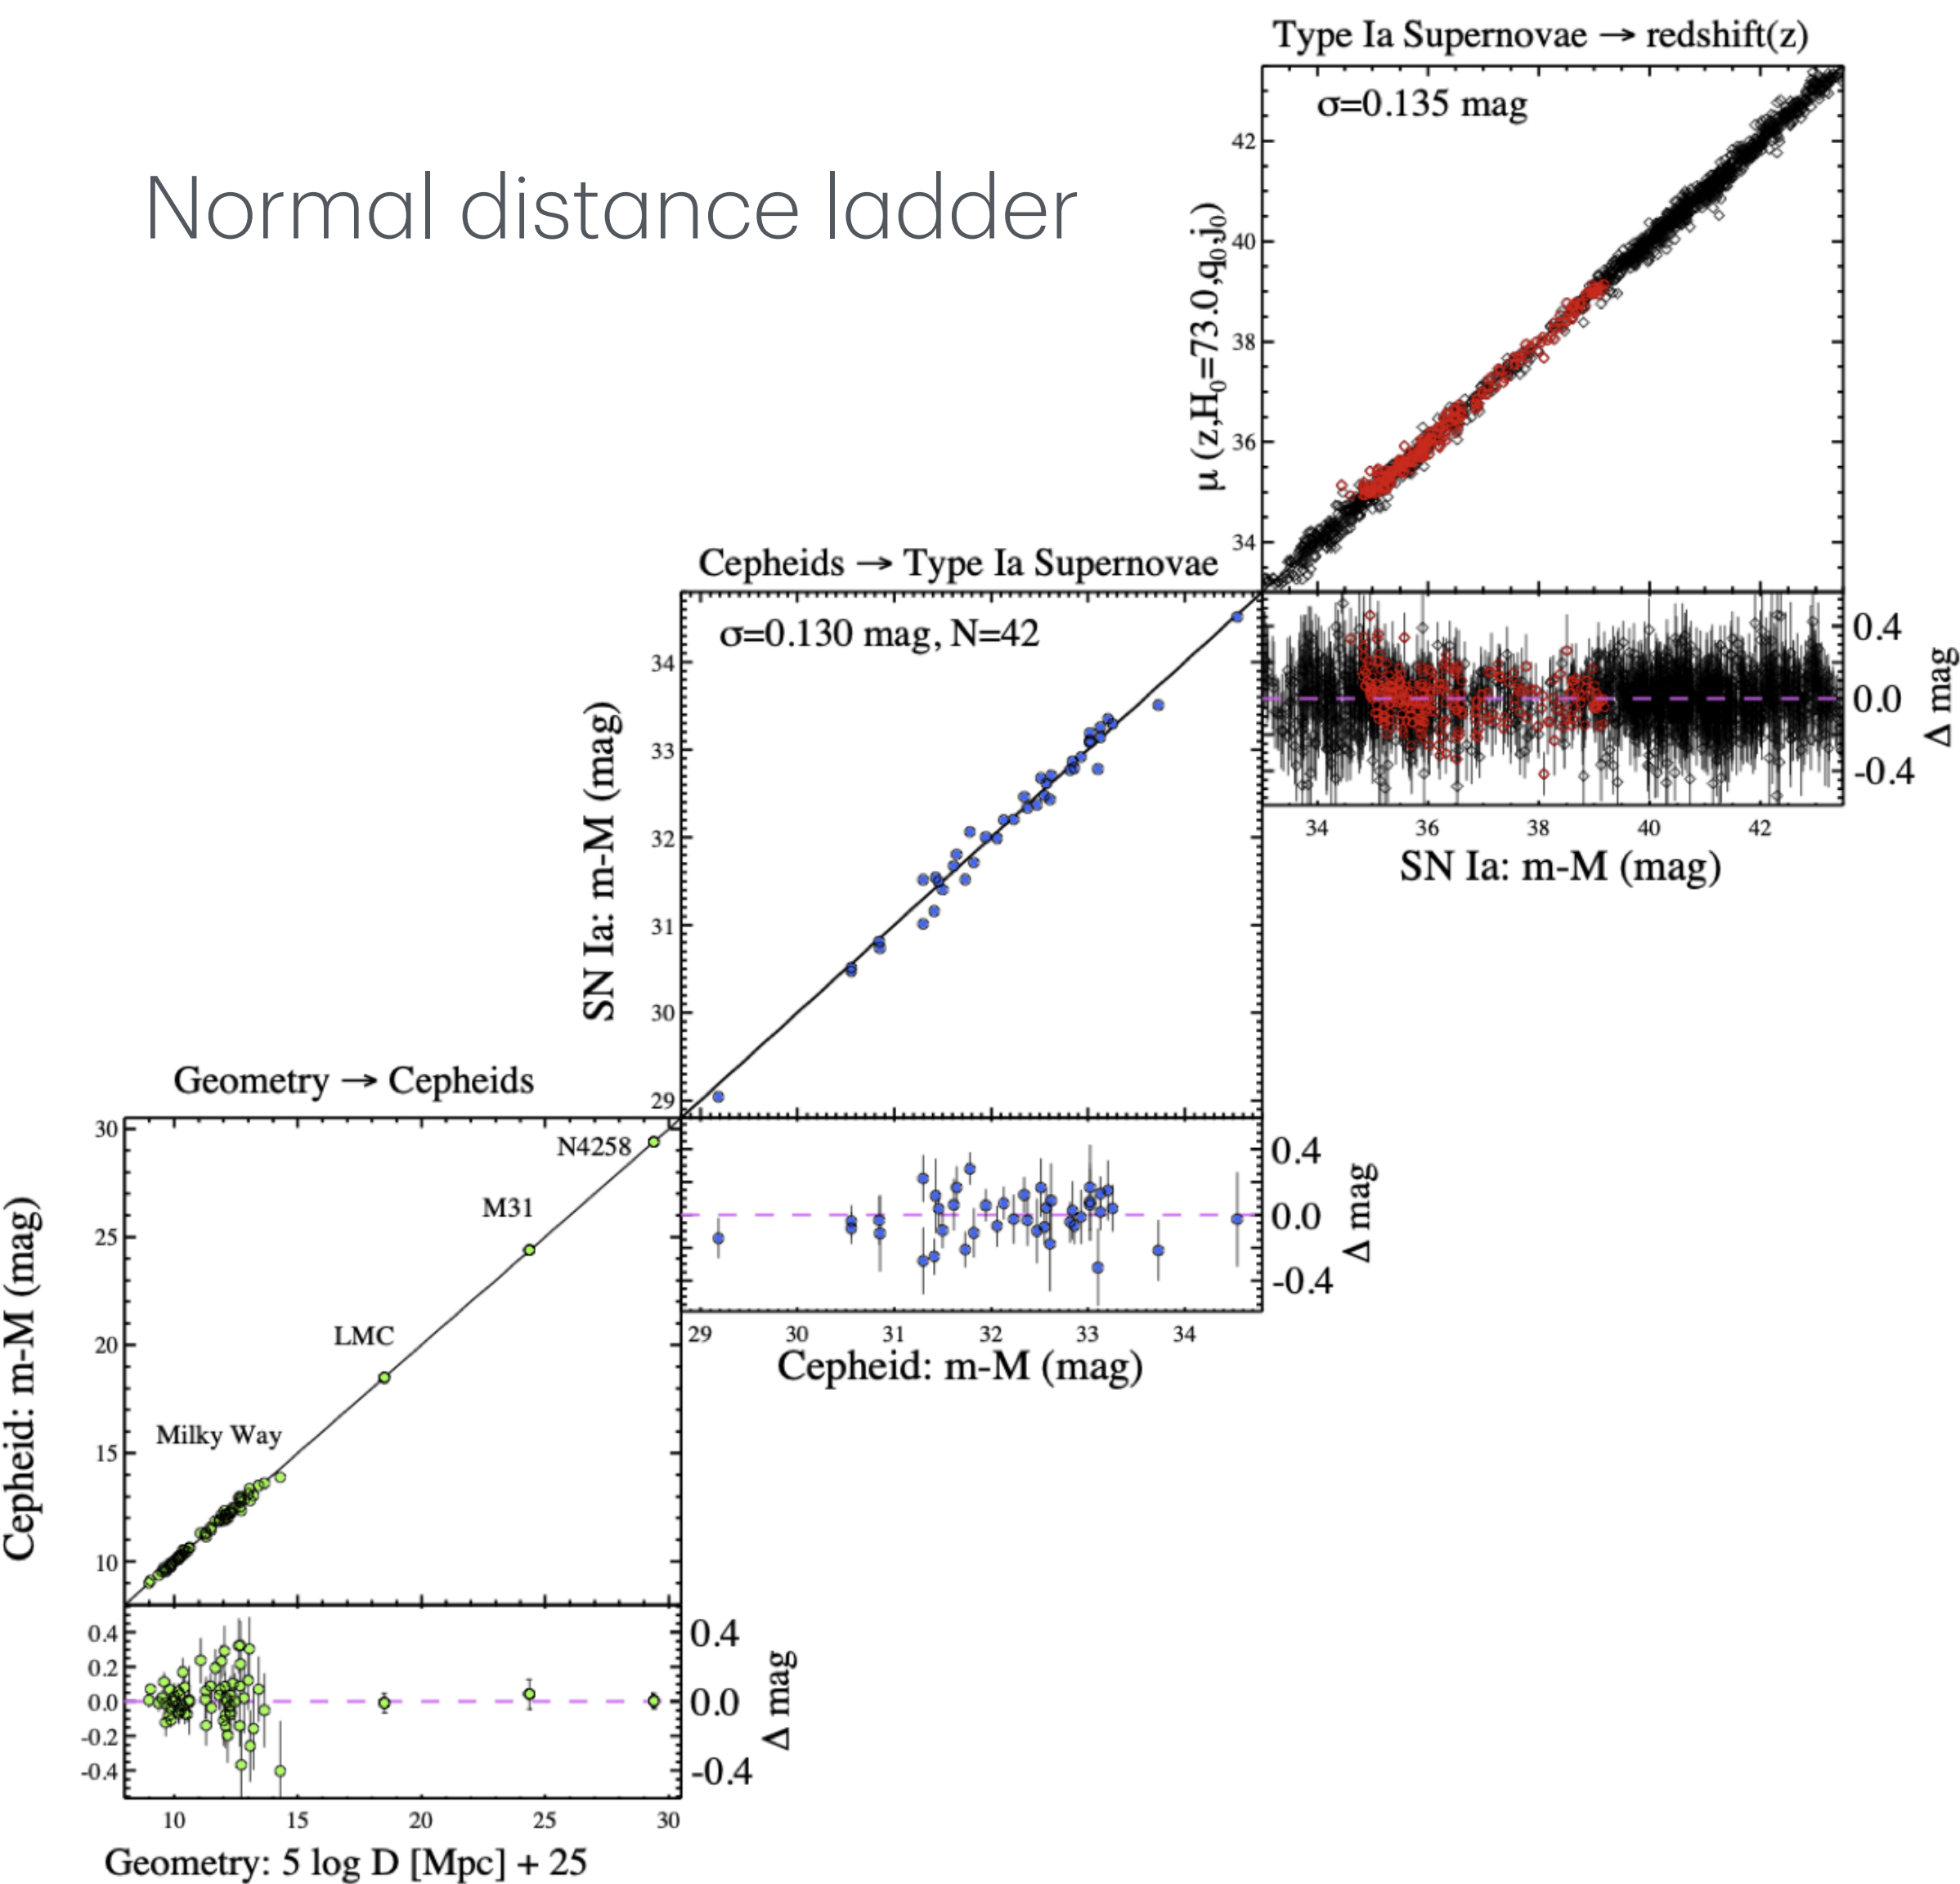 Type Ia Supernovae → redshift(z)
σ=0.135 mag
Normal distance ladder
μ (z,H₀=73.0,q₀,j₀)
42
40
38
36
34
0.4
0.0
-0.4
Δ mag
34 36 38 40 42
SN Ia: m-M (mag)
Cepheids → Type Ia Supernovae
σ=0.130 mag, N=42
SN Ia: m-M (mag)
34
33
32
31
30
29
0.4
0.0
-0.4
Δ mag
29 30 31 32 33 34
Cepheid: m-M (mag)
Geometry → Cepheids
N4258
M31
LMC
Milky Way
Cepheid: m-M (mag)
30
25
20
15
10
0.4
0.2
0.0
-0.2
-0.4
0.4
0.0
-0.4
Δ mag
10 15 20 25 30
Geometry: 5 log D [Mpc] + 25